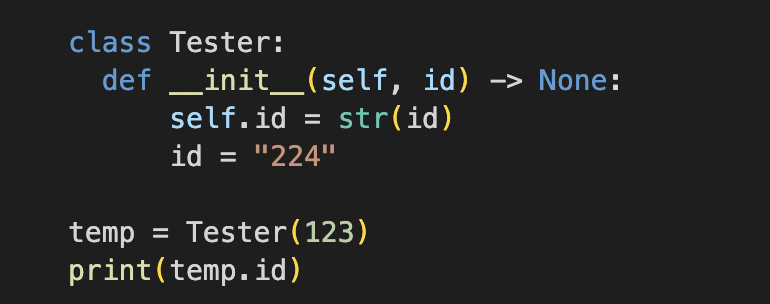 class Tester:
  def __init__(self, id) -> None:
      self.id = str(id)
      id = "224"

temp = Tester(123)
print(temp.id)